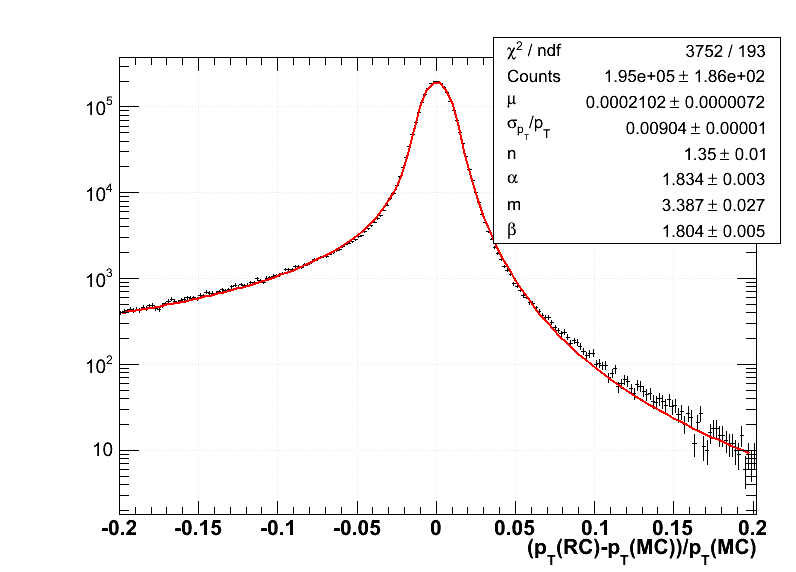 χ² / ndf 3752 / 193
Counts 1.95e+05 ± 1.86e+02
μ 0.0002102 ± 0.0000072
σ_{p_T}/p_T 0.00904 ± 0.00001
n 1.35 ± 0.01
α 1.834 ± 0.003
m 3.387 ± 0.027
β 1.804 ± 0.005
10⁵
10⁴
10³
10²
10
-0.2 -0.15 -0.1 -0.05 0 0.05 0.1 0.15 0.2
(p_T(RC)-p_T(MC))/p_T(MC)